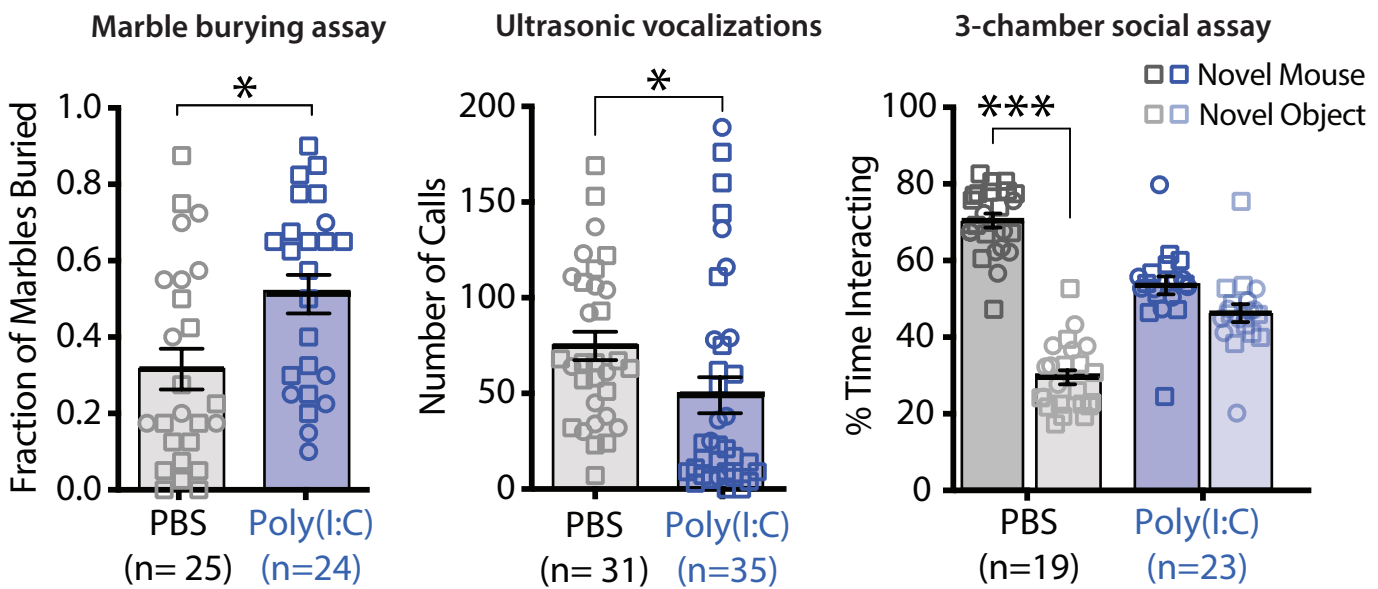 Marble burying assay
*
Fraction of Marbles Buried
1.0
0.8
0.6
0.4
0.2
0.0
PBS
(n= 25)
Poly(I:C)
(n=24)
Ultrasonic vocalizations
*
Number of Calls
200
150
100
50
0
PBS
(n= 31)
Poly(I:C)
(n=35)
3-chamber social assay
Novel Mouse
Novel Object
***
% Time Interacting
100
80
60
40
20
0
PBS
(n=19)
Poly(I:C)
(n=23)